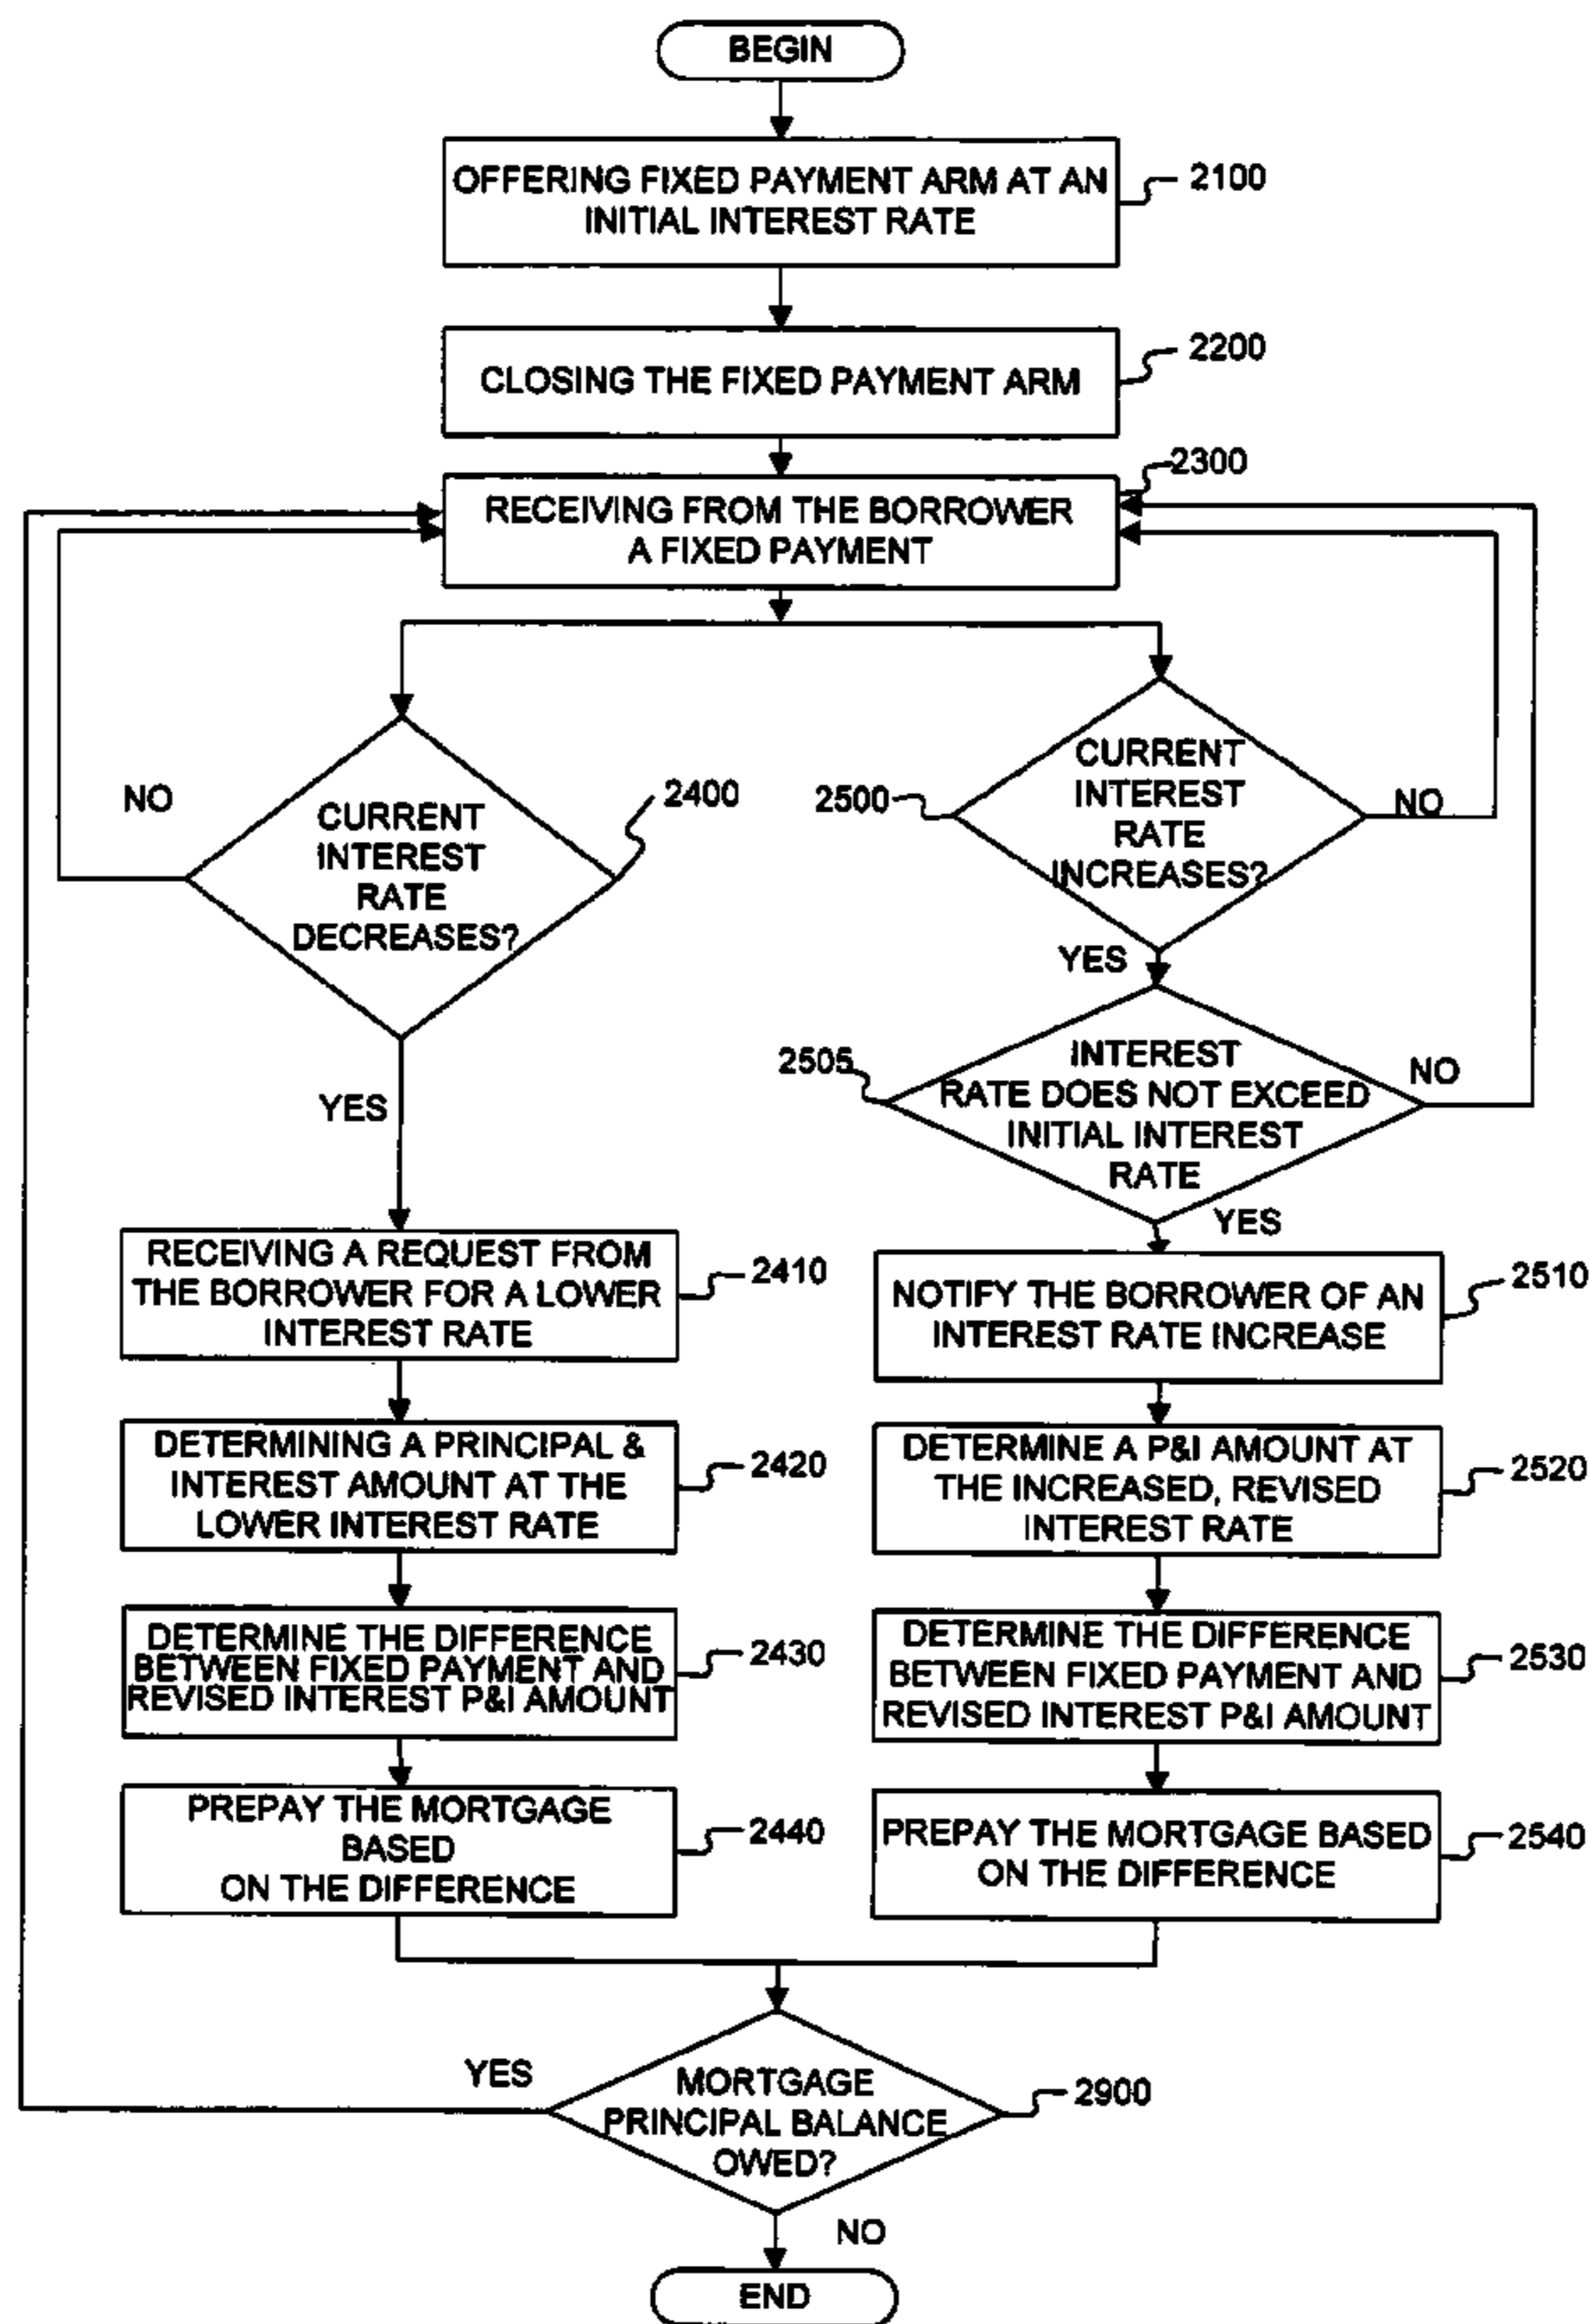 BEGIN
OFFERING FIXED PAYMENT ARM AT AN
INITIAL INTEREST RATE
2100
CLOSING THE FIXED PAYMENT ARM
2200
RECEIVING FROM THE BORROWER
A FIXED PAYMENT
2300
NO
CURRENT
INTEREST
RATE
DECREASES?
2400
YES
2500
CURRENT
INTEREST
RATE
INCREASES?
NO
YES
2505
INTEREST
RATE DOES NOT EXCEED
INITIAL INTEREST
RATE
NO
YES
RECEIVING A REQUEST FROM
THE BORROWER FOR A LOWER
INTEREST RATE
2410
DETERMINING A PRINCIPAL &
INTEREST AMOUNT AT THE
LOWER INTEREST RATE
2420
DETERMINE THE DIFFERENCE
BETWEEN FIXED PAYMENT AND
REVISED INTEREST P&I AMOUNT
2430
PREPAY THE MORTGAGE
BASED
ON THE DIFFERENCE
2440
NOTIFY THE BORROWER OF AN
INTEREST RATE INCREASE
2510
DETERMINE A P&I AMOUNT AT
THE INCREASED, REVISED
INTEREST RATE
2520
DETERMINE THE DIFFERENCE
BETWEEN FIXED PAYMENT AND
REVISED INTEREST P&I AMOUNT
2530
PREPAY THE MORTGAGE BASED
ON THE DIFFERENCE
2540
YES
MORTGAGE
PRINCIPAL BALANCE
OWED?
2900
NO
END